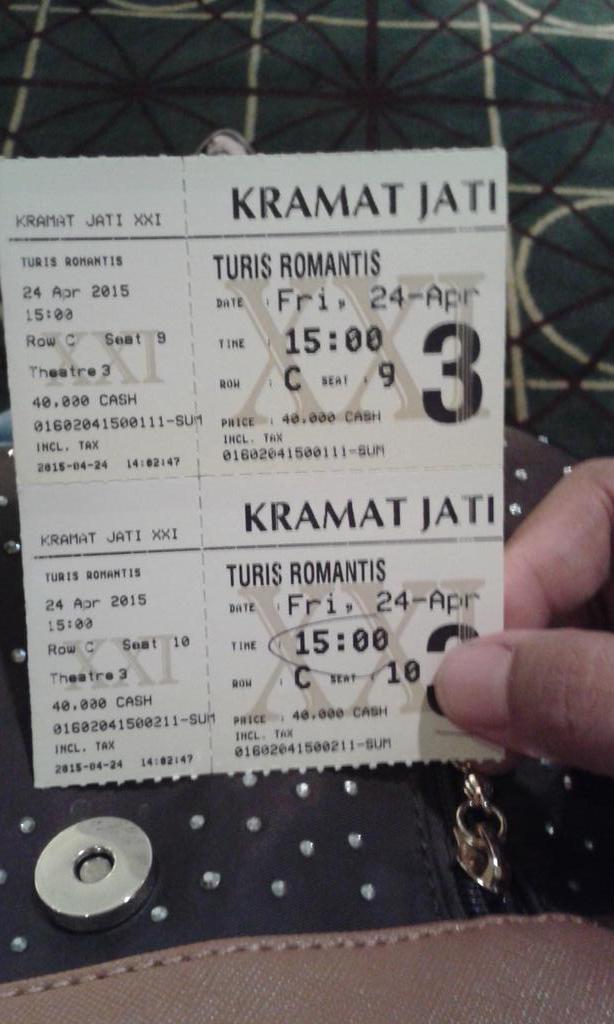 KRAMAT JATI XXI
TURIS ROMANTIS
24 Apr 2015
15:00
Row C Seat 9
Theatre 3
40,000 CASH
01602041500111-SUM
INCL. TAX
2015-04-24 14:02:47
KRAMAT JATI
TURIS ROMANTIS
DATE : Fri, 24-Apr
TIME : 15:00
ROW : C SEAT : 9
3
PRICE : 40,000 CASH
INCL. TAX
01602041500111-SUM
XXI
XXI
KRAMAT JATI XXI
TURIS ROMANTIS
24 Apr 2015
15:00
Row C Seat 10
Theatre 3
40,000 CASH
01602041500211-SUM
INCL. TAX
2015-04-24 14:02:47
KRAMAT JATI
TURIS ROMANTIS
DATE : Fri, 24-Apr
TIME : 15:00
ROW : C SEAT : 10
3
PRICE : 40,000 CASH
INCL. TAX
01602041500211-SUM
XXI
XXI